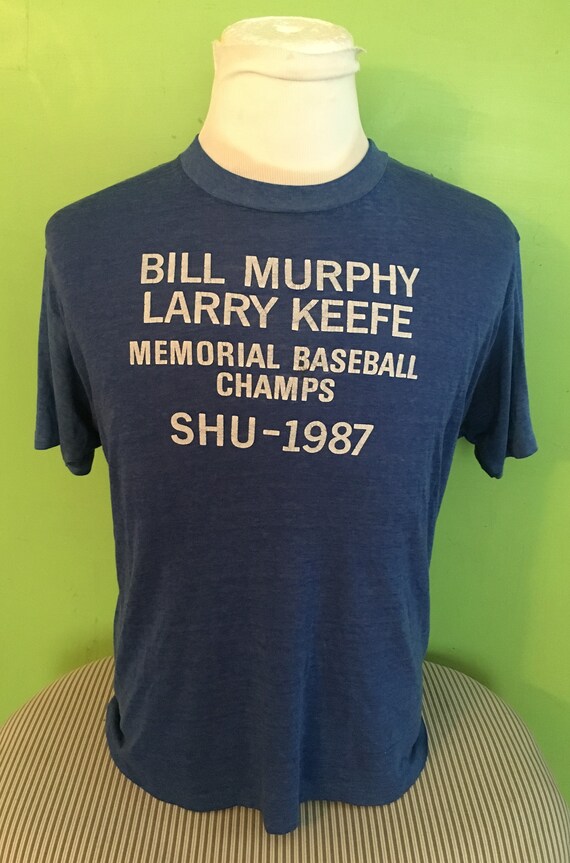 BILL MURPHY
LARRY KEEFE
MEMORIAL BASEBALL
CHAMPS
SHU-1987